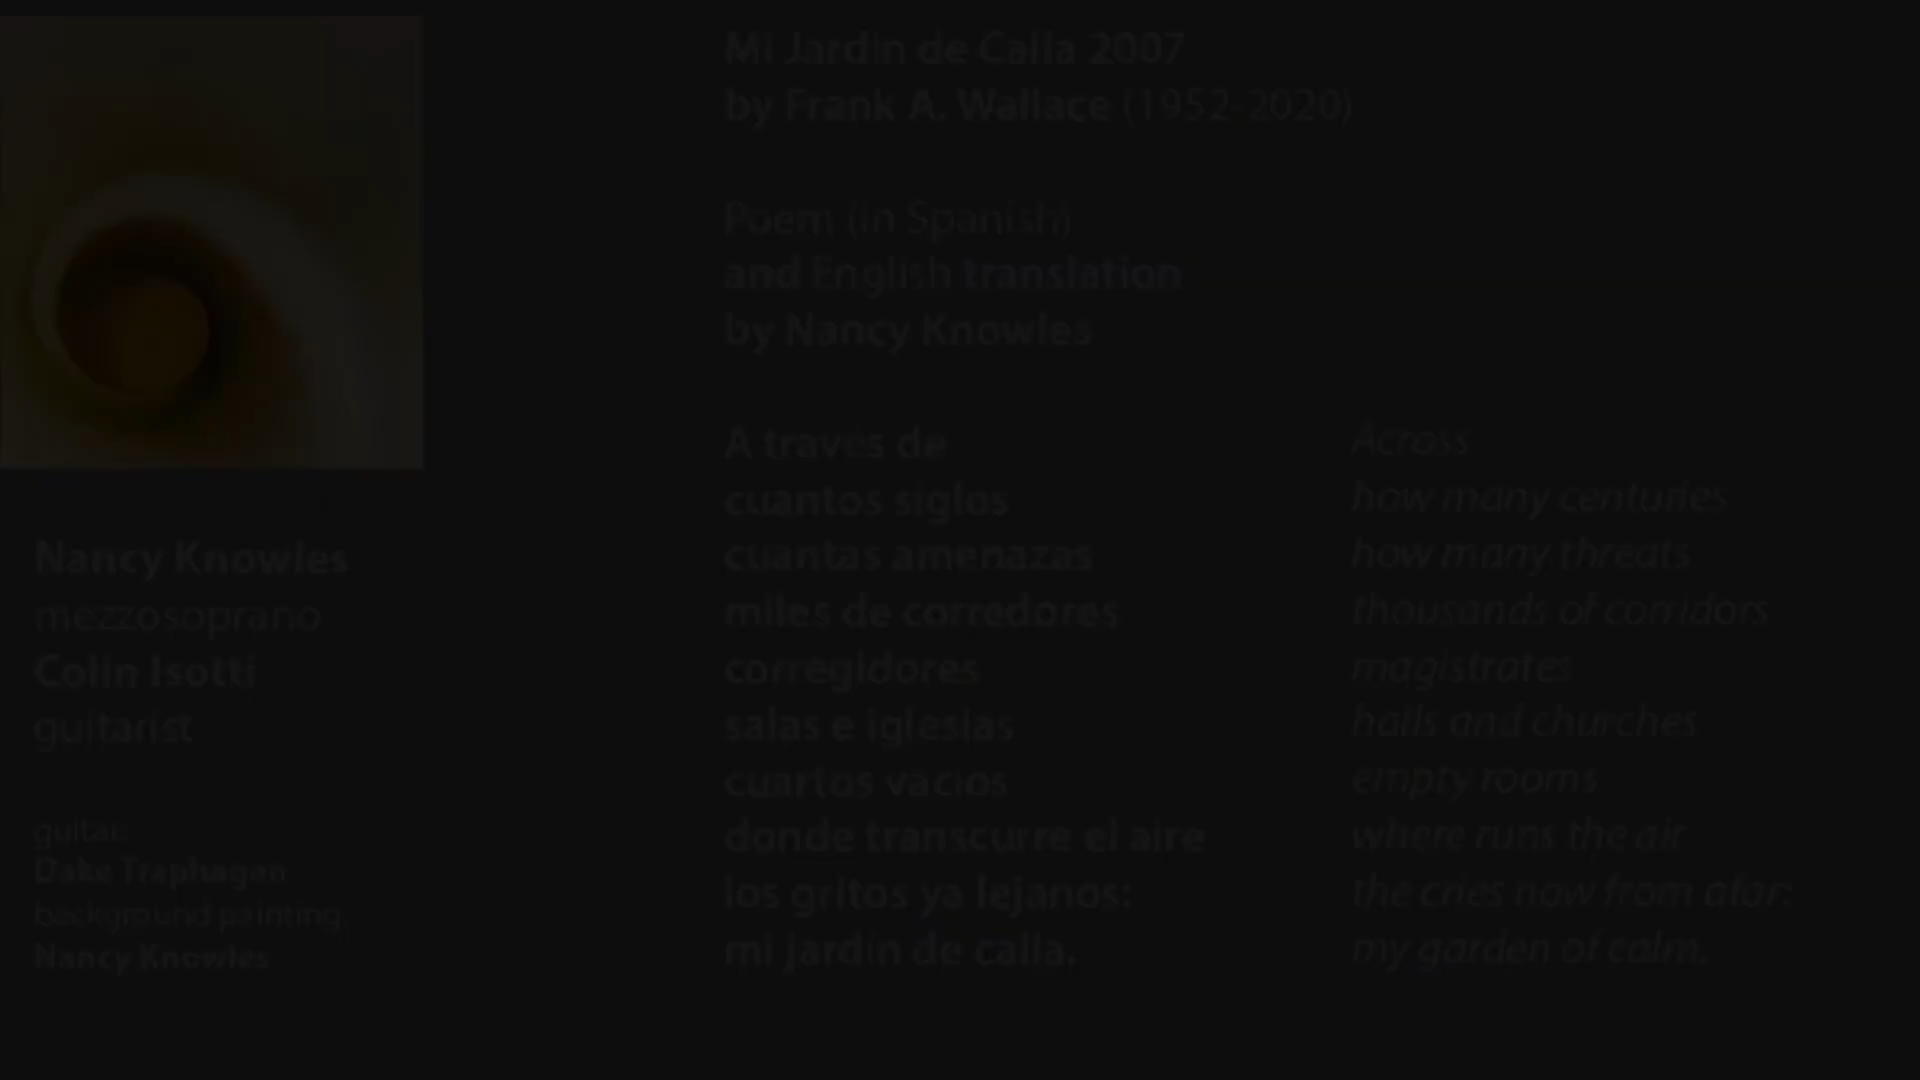 Mi Jardin de Calla 2007
by Frank A. Wallace (1952-2020)
Poem (in Spanish)
and English translation
by Nancy Knowles
A través de
cuantos siglos
cuantas amenazas
miles de corredores
corregidores
salas e iglesias
cuartos vacios
donde transcurre el aire
los gritos ya lejanos:
mi jardin de calla.
Across
how many centuries
how many threats
thousands of corridors
magistrates
halls and churches
empty rooms
where runs the air
the cries now from afar:
my garden of calm.
Nancy Knowles
mezzosoprano
Colin Isotti
guitarist
guitar:
Dake Traphagen
background painting:
Nancy Knowles